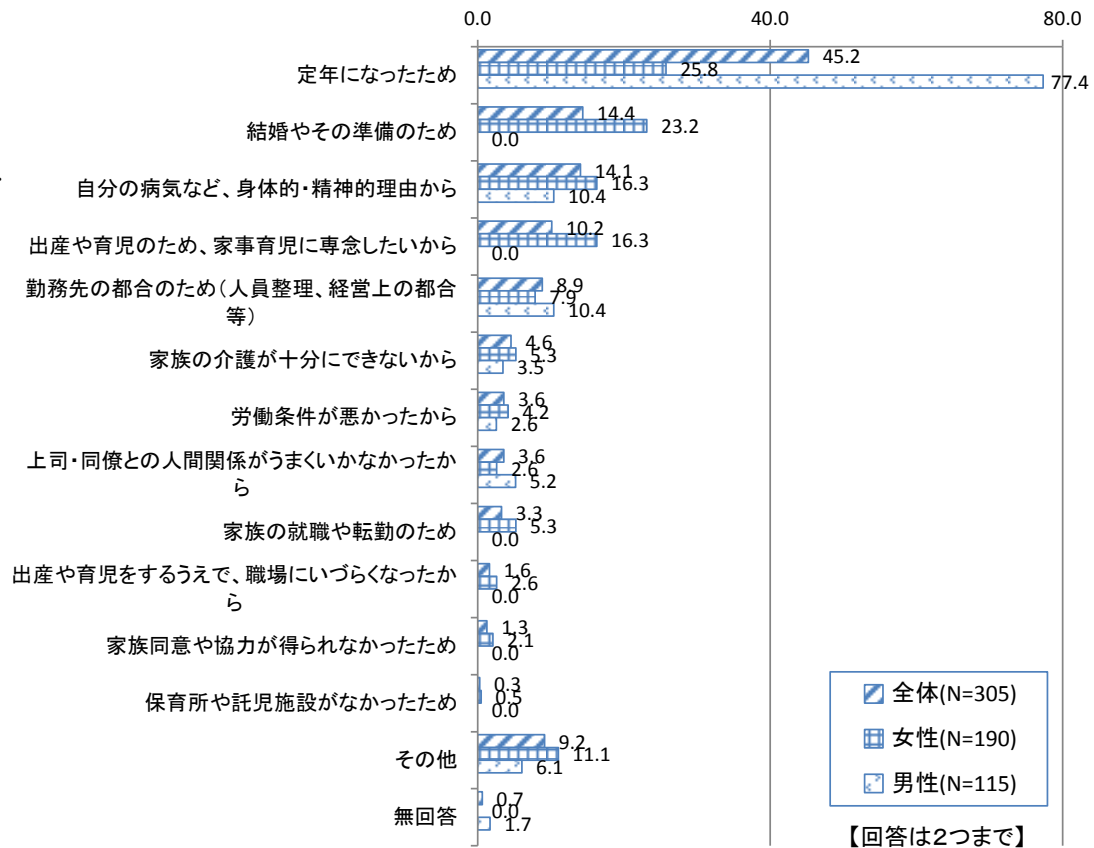 0.0 40.0 80.0
定年になったため
45.2
25.8
77.4
結婚やその準備のため
14.4
23.2
0.0
自分の病気など、身体的・精神的理由から
14.1
16.3
10.4
出産や育児のため、家事育児に専念したいから
10.2
16.3
0.0
勤務先の都合のため（人員整理、経営上の都合
等）
8.9
7.9
10.4
家族の介護が十分にできないから
4.6
5.3
3.5
労働条件が悪かったから
3.6
4.2
2.6
上司・同僚との人間関係がうまくいかなかったか
ら
3.6
2.6
5.2
家族の就職や転勤のため
3.3
5.3
0.0
出産や育児をするうえで、職場にいづらくなったか
ら
1.6
2.6
0.0
家族同意や協力が得られなかったため
1.3
2.1
0.0
保育所や託児施設がなかったため
0.3
0.5
0.0
その他
9.2
11.1
6.1
無回答
0.7
0.0
1.7
全体(N=305)
女性(N=190)
男性(N=115)
【回答は２つまで】